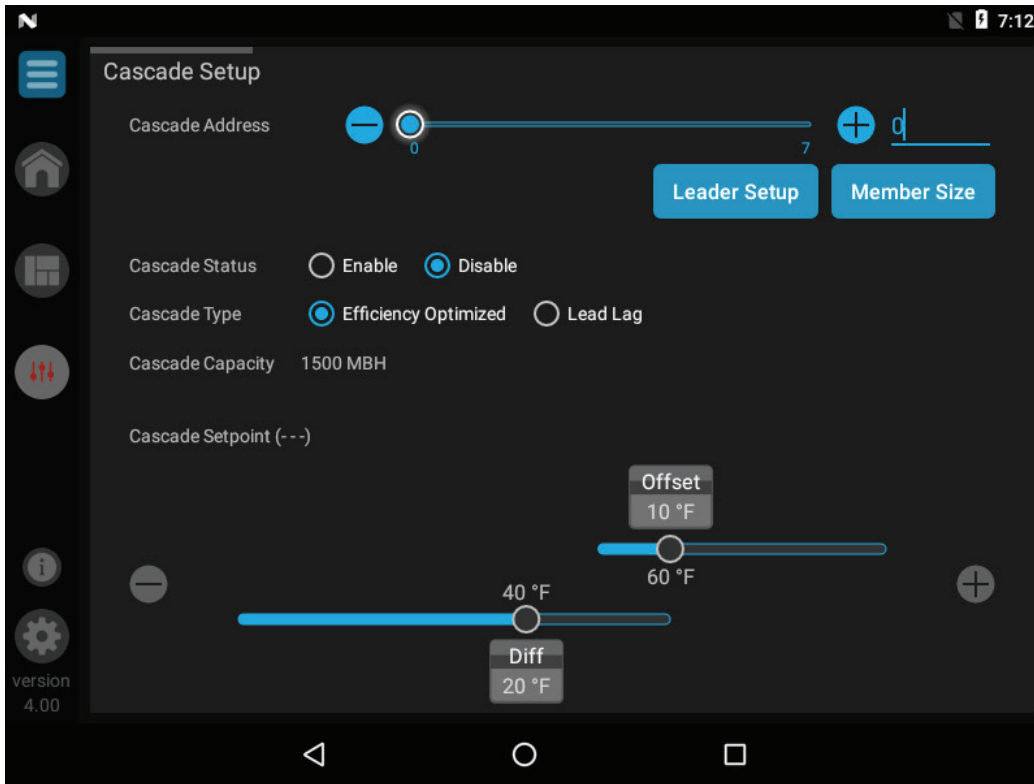 7:12
Cascade Setup
Cascade Address
0
7
0
Leader Setup
Member Size
Cascade Status
Enable
Disable
Cascade Type
Efficiency Optimized
Lead Lag
Cascade Capacity
1500 MBH
Cascade Setpoint (---)
Offset
10 °F
60 °F
40 °F
Diff
20 °F
version
4.00